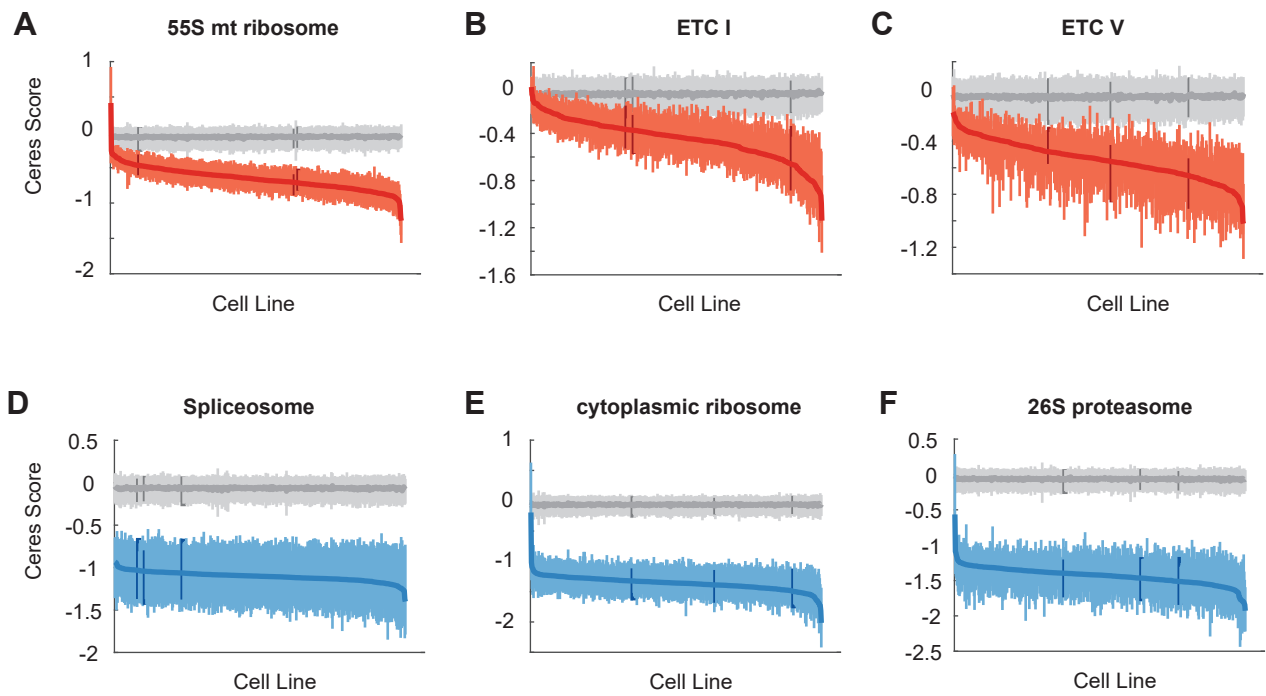 A 55S mt ribosome
B ETC I
C ETC V
Ceres Score
1
0
-1
-2
Cell Line
0
-0.4
-0.8
-1.2
-1.6
Cell Line
0
-0.4
-0.8
-1.2
Cell Line
D Spliceosome
E cytoplasmic ribosome
F 26S proteasome
Ceres Score
0.5
0
-0.5
-1
-1.5
-2
Cell Line
1
0
-1
-2
Cell Line
0.5
0
-0.5
-1
-1.5
-2
-2.5
Cell Line